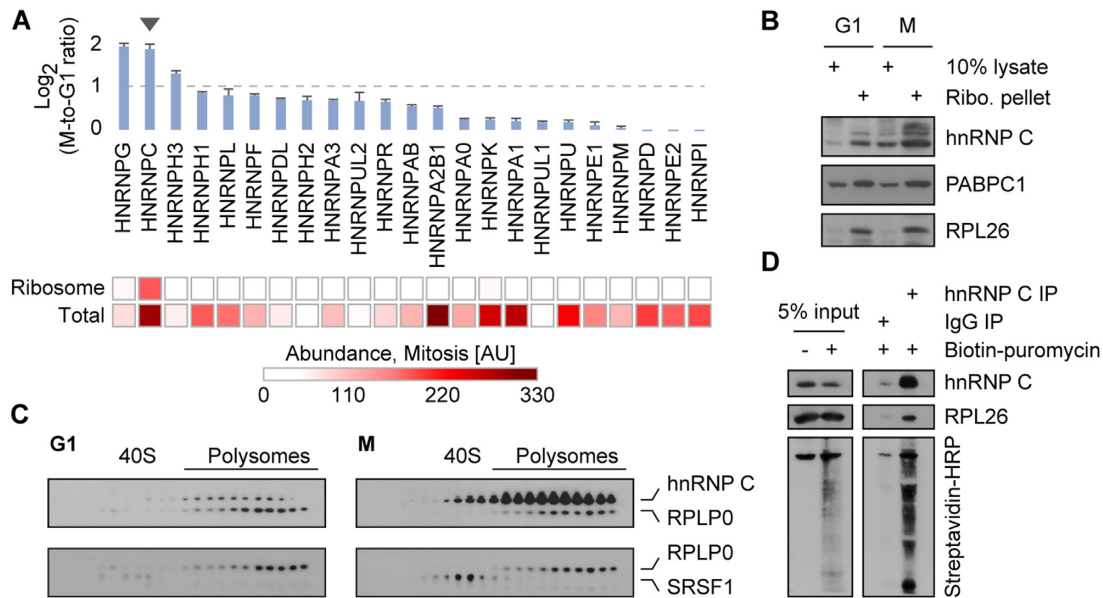 A
Log2
(M-to-G1 ratio)
2
1
0
HNRNPG
HNRNPC
HNRNPH3
HNRNPH1
HNRNPL
HNRNPF
HNRNPDL
HNRNPH2
HNRNPA3
HNRNPUL2
HNRNPR
HNRNPAB
HNRNPA2B1
HNRNPA0
HNRNPK
HNRNPA1
HNRNPUL1
HNRNPU
HNRNPE1
HNRNPM
HNRNPD
HNRNPE2
HNRNPI
Ribosome
Total
Abundance, Mitosis [AU]
0 110 220 330
B
G1 M
+ + 10% lysate
+ + Ribo. pellet
hnRNP C
PABPC1
RPL26
C
G1
40S Polysomes
M
40S Polysomes
hnRNP C
RPLP0
RPLP0
SRSF1
D
+ hnRNP C IP
5% input + IgG IP
- + + + Biotin-puromycin
hnRNP C
RPL26
Streptavidin-HRP